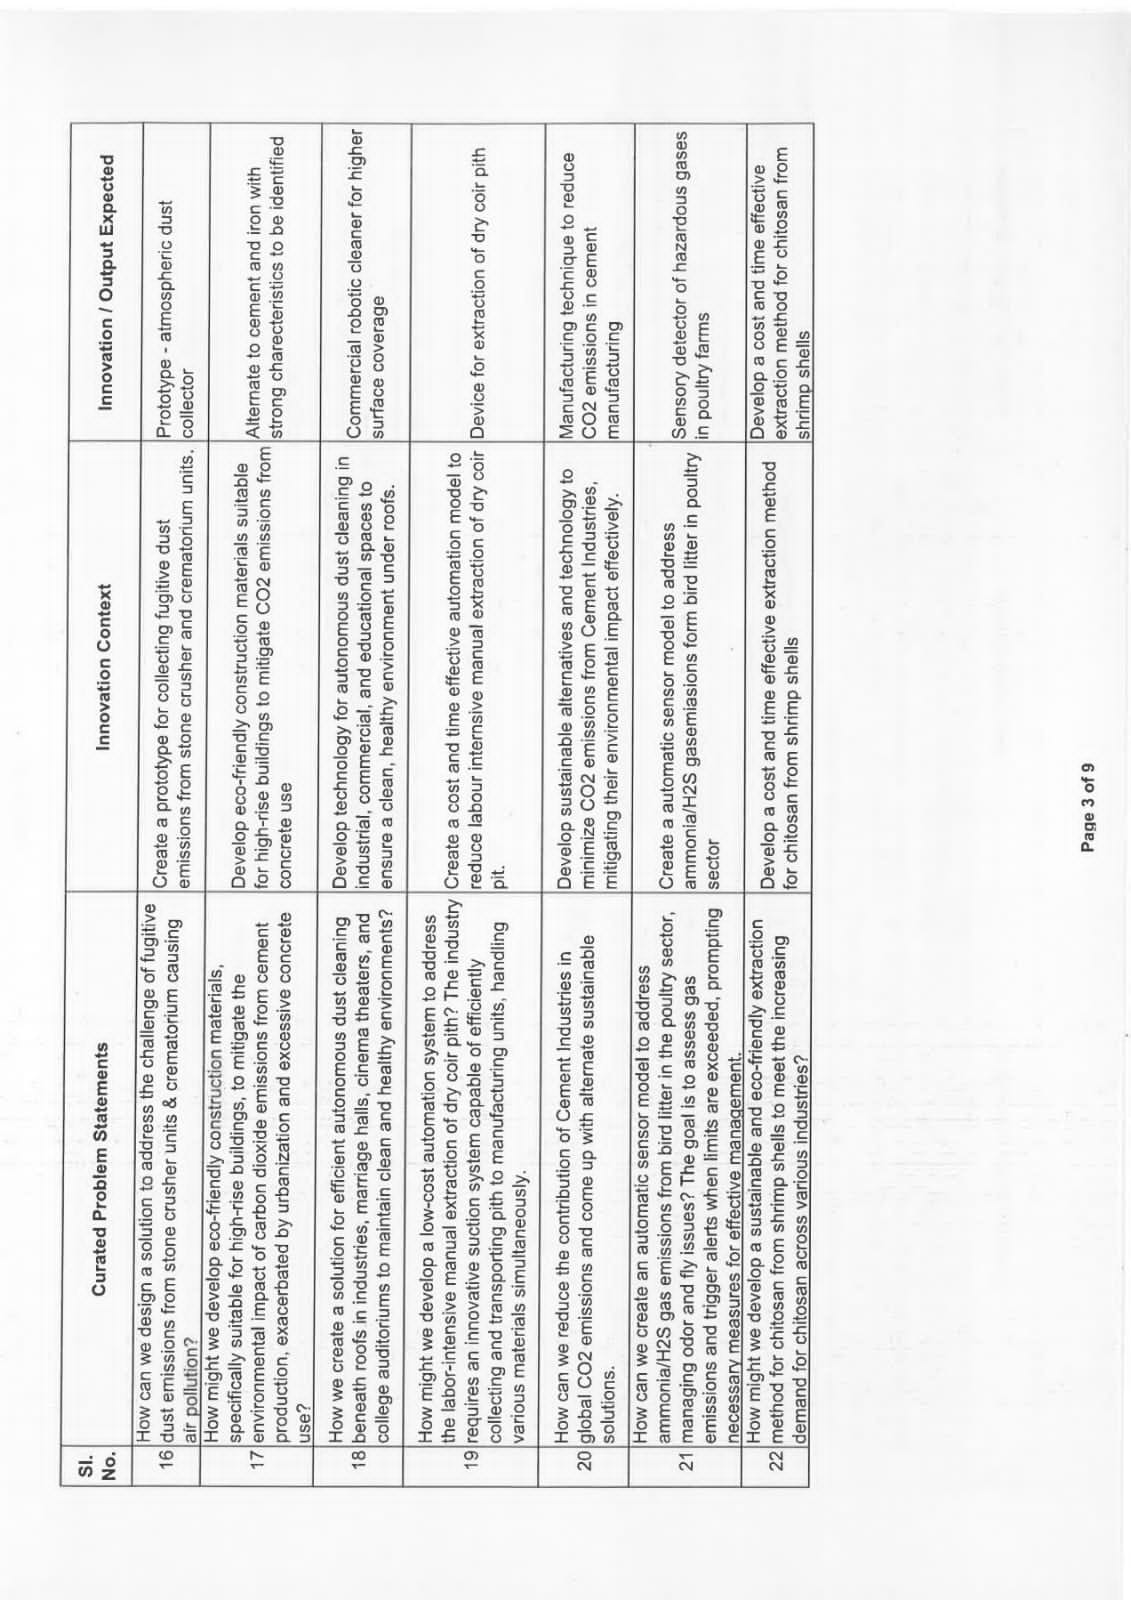 Sl. No.
Curated Problem Statements
Innovation Context
Innovation / Output Expected
16
How can we design a solution to address the challenge of fugitive
dust emissions from stone crusher units & crematorium causing
air pollution?
Create a prototype for collecting fugitive dust
emissions from stone crusher and crematorium units.
Prototype - atmospheric dust
collector
17
How might we develop eco-friendly construction materials,
specifically suitable for high-rise buildings, to mitigate the
environmental impact of carbon dioxide emissions from cement
production, exacerbated by urbanization and excessive concrete
use?
Develop eco-friendly construction materials suitable
for high-rise buildings to mitigate CO2 emissions from
concrete use
Alternate to cement and iron with
strong charecteristics to be identified
18
How we create a solution for efficient autonomous dust cleaning
beneath roofs in industries, marriage halls, cinema theaters, and
college auditoriums to maintain clean and healthy environments?
Develop technology for autonomous dust cleaning in
industrial, commercial, and educational spaces to
ensure a clean, healthy environment under roofs.
Commercial robotic cleaner for higher
surface coverage
19
How might we develop a low-cost automation system to address
the labor-intensive manual extraction of dry coir pith? The industry
requires an innovative suction system capable of efficiently
collecting and transporting pith to manufacturing units, handling
various materials simultaneously.
Create a cost and time effective automation model to
reduce labour internsive manual extraction of dry coir
pit.
Device for extraction of dry coir pith
20
How can we reduce the contribution of Cement Industries in
global CO2 emissions and come up with alternate sustainable
solutions.
Develop sustainable alternatives and technology to
minimize CO2 emissions from Cement Industries,
mitigating their environmental impact effectively.
Manufacturing technique to reduce
CO2 emissions in cement
manufacturing
21
How can we create an automatic sensor model to address
ammonia/H2S gas emissions from bird litter in the poultry sector,
managing odor and fly issues? The goal is to assess gas
emissions and trigger alerts when limits are exceeded, prompting
necessary measures for effective management.
Create a automatic sensor model to address
ammonia/H2S gasemiasions form bird litter in poultry
sector
Sensory detector of hazardous gases
in poultry farms
22
How might we develop a sustainable and eco-friendly extraction
method for chitosan from shrimp shells to meet the increasing
demand for chitosan across various industries?
Develop a cost and time effective extraction method
for chitosan from shrimp shells
Develop a cost and time effective
extraction method for chitosan from
shrimp shells
Page 3 of 9